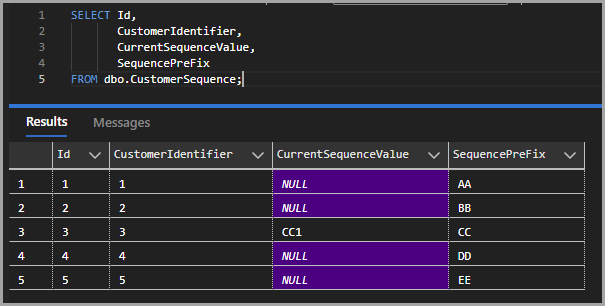 1 SELECT Id,
2 CustomerIdentifier,
3 CurrentSequenceValue,
4 SequencePreFix
5 FROM dbo.CustomerSequence;
Results Messages
Id CustomerIdentifier CurrentSequenceValue SequencePreFix
1 1 1 NULL AA
2 2 2 NULL BB
3 3 3 CC1 CC
4 4 4 NULL DD
5 5 5 NULL EE